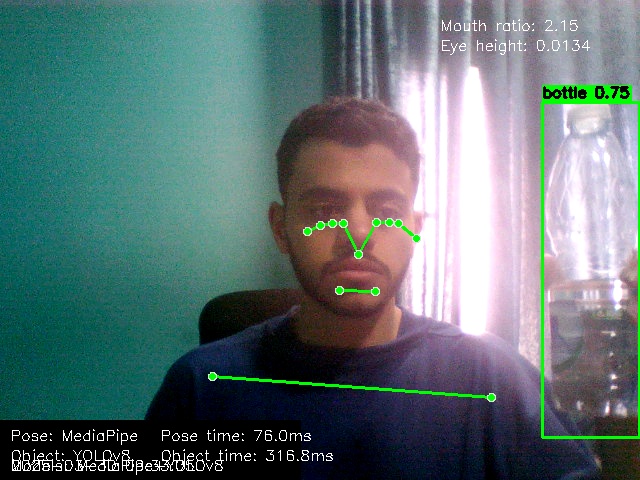 Mouth ratio: 2.15
Eye height: 0.0134
bottle 0.75
Pose: MediaPipe Pose time: 76.0ms
Object: YOLOv8 Object time: 316.8ms